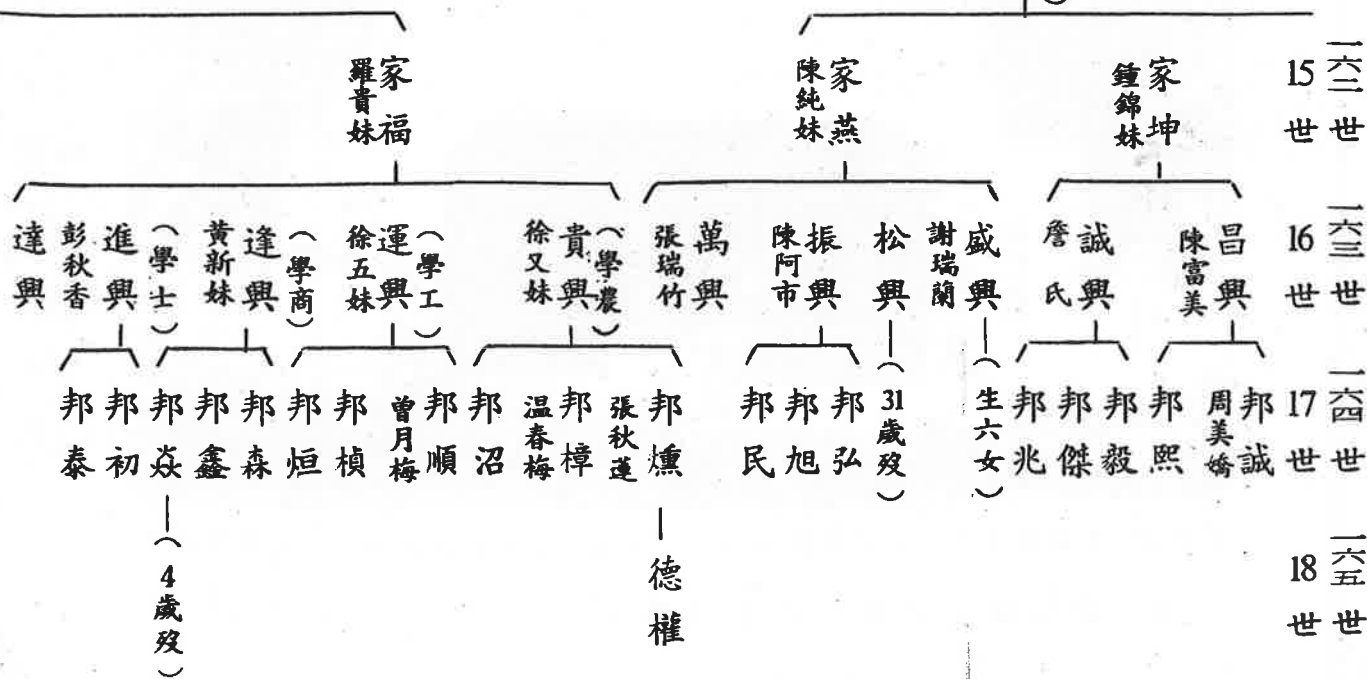 一六二世
15世
家坤
鍾錦妹
家燕
陳純妹
家福
羅貴妹
一六三世
16世
昌興
陳富美
誠興
詹氏
盛興
謝瑞蘭
松興
振興
陳阿市
萬興
張瑞竹
(學農)
貴興
徐又妹
(學工)
運興
徐五妹
(學商)
逢興
黃新妹
(學士)
進興
彭秋香
達興
一六四世
17世
邦誠
周美嬌
邦熙
邦毅
邦傑
邦兆
(生六女)
(31歲歿)
邦弘
邦旭
邦民
邦燻
張秋蓮
邦樟
温春梅
邦沼
邦順
曾月梅
邦楨
邦恒
邦森
邦鑫
邦焱
邦初
邦泰
一六五世
18世
德權
(4歲歿)